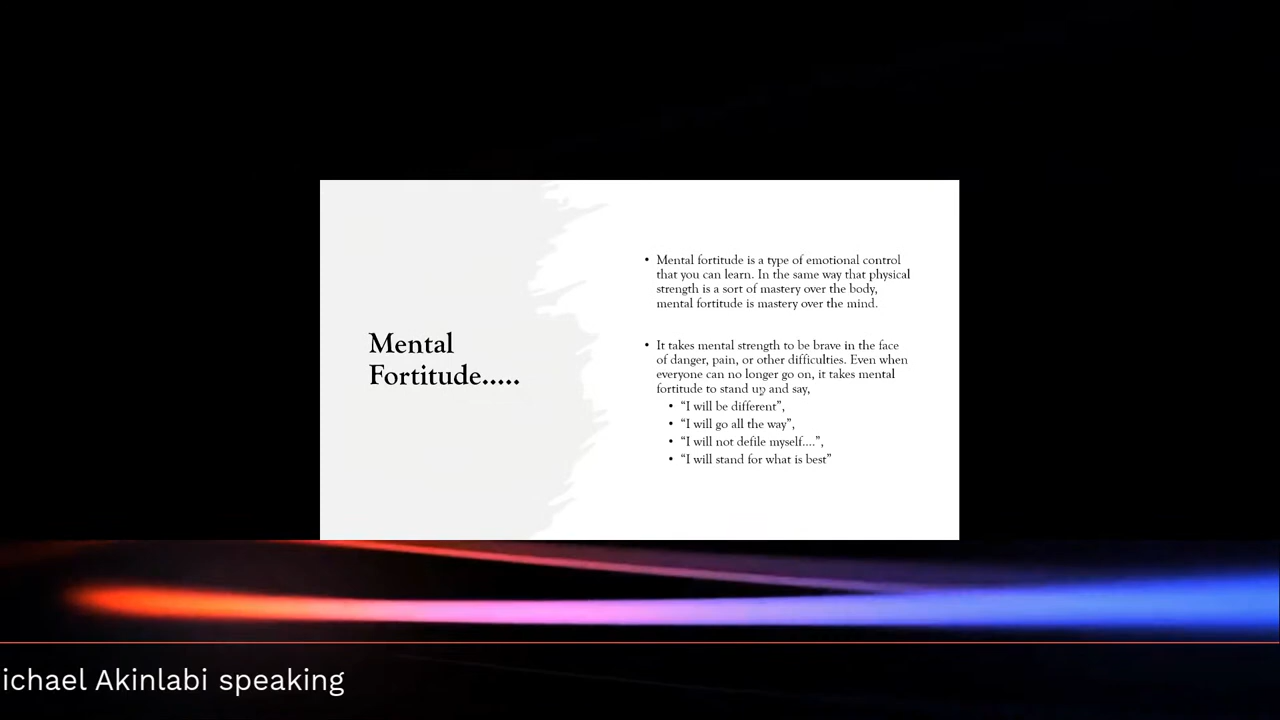 Mental
Fortitude.....
• Mental fortitude is a type of emotional control
that you can learn. In the same way that physical
strength is a sort of mastery over the body,
mental fortitude is mastery over the mind.
• It takes mental strength to be brave in the face
of danger, pain, or other difficulties. Even when
everyone can no longer go on, it takes mental
fortitude to stand up and say,
• “I will be different”,
• “I will go all the way”,
• “I will not defile myself....”,
• “I will stand for what is best”
ichael Akinlabi speaking